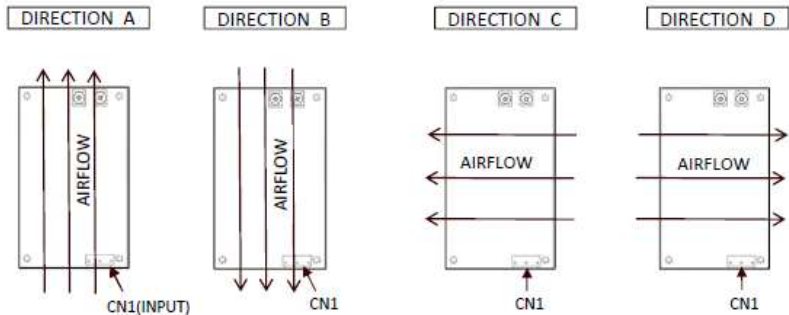 DIRECTION A
DIRECTION B
DIRECTION C
DIRECTION D
AIRFLOW
AIRFLOW
AIRFLOW
AIRFLOW
CN1(INPUT)
CN1
CN1
CN1